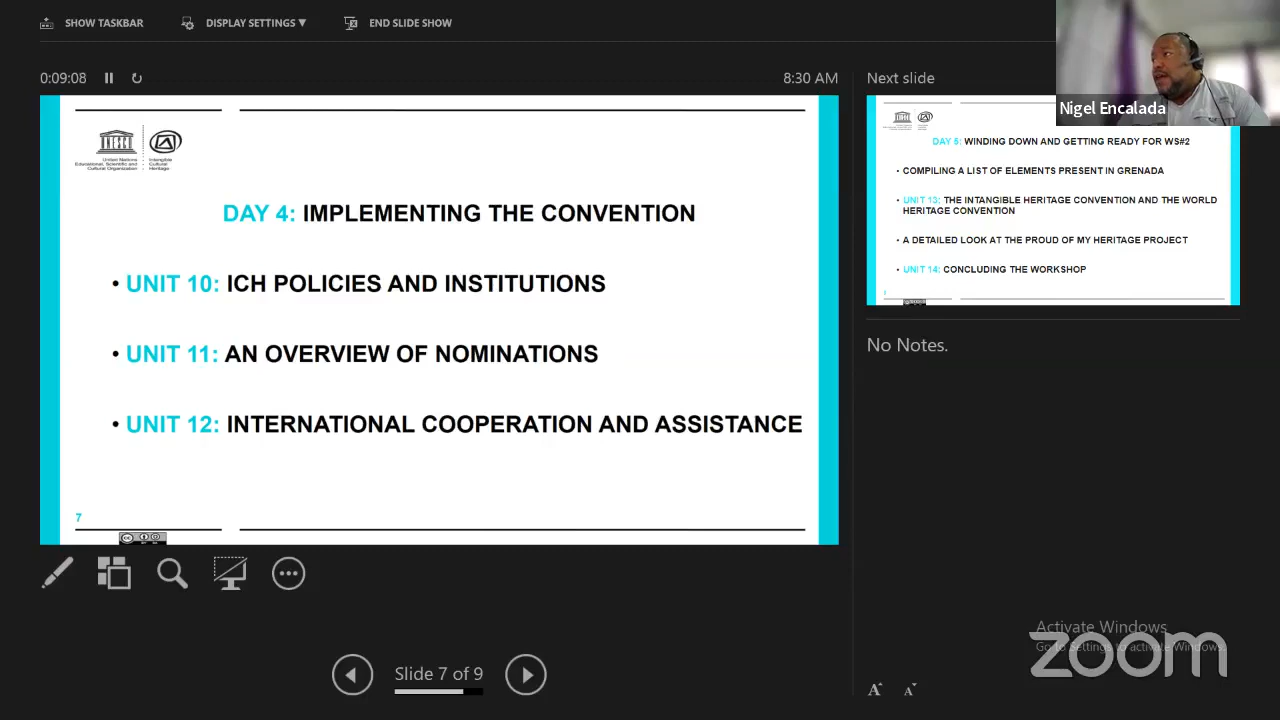 SHOW TASKBAR
DISPLAY SETTINGS ▼
END SLIDE SHOW
0:09:08
8:30 AM
Next slide
Nigel Encalada
United Nations
Educational, Scientific and
Cultural Organization
Intangible
Cultural
Heritage
DAY 4: IMPLEMENTING THE CONVENTION
• UNIT 10: ICH POLICIES AND INSTITUTIONS
• UNIT 11: AN OVERVIEW OF NOMINATIONS
• UNIT 12: INTERNATIONAL COOPERATION AND ASSISTANCE
7
DAY 5: WINDING DOWN AND GETTING READY FOR WS#2
• COMPILING A LIST OF ELEMENTS PRESENT IN GRENADA
• UNIT 13: THE INTANGIBLE HERITAGE CONVENTION AND THE WORLD
HERITAGE CONVENTION
• A DETAILED LOOK AT THE PROUD OF MY HERITAGE PROJECT
• UNIT 14: CONCLUDING THE WORKSHOP
No Notes.
Slide 7 of 9
Activate Windows
Go to Settings to activate Windows.
zoom
A A